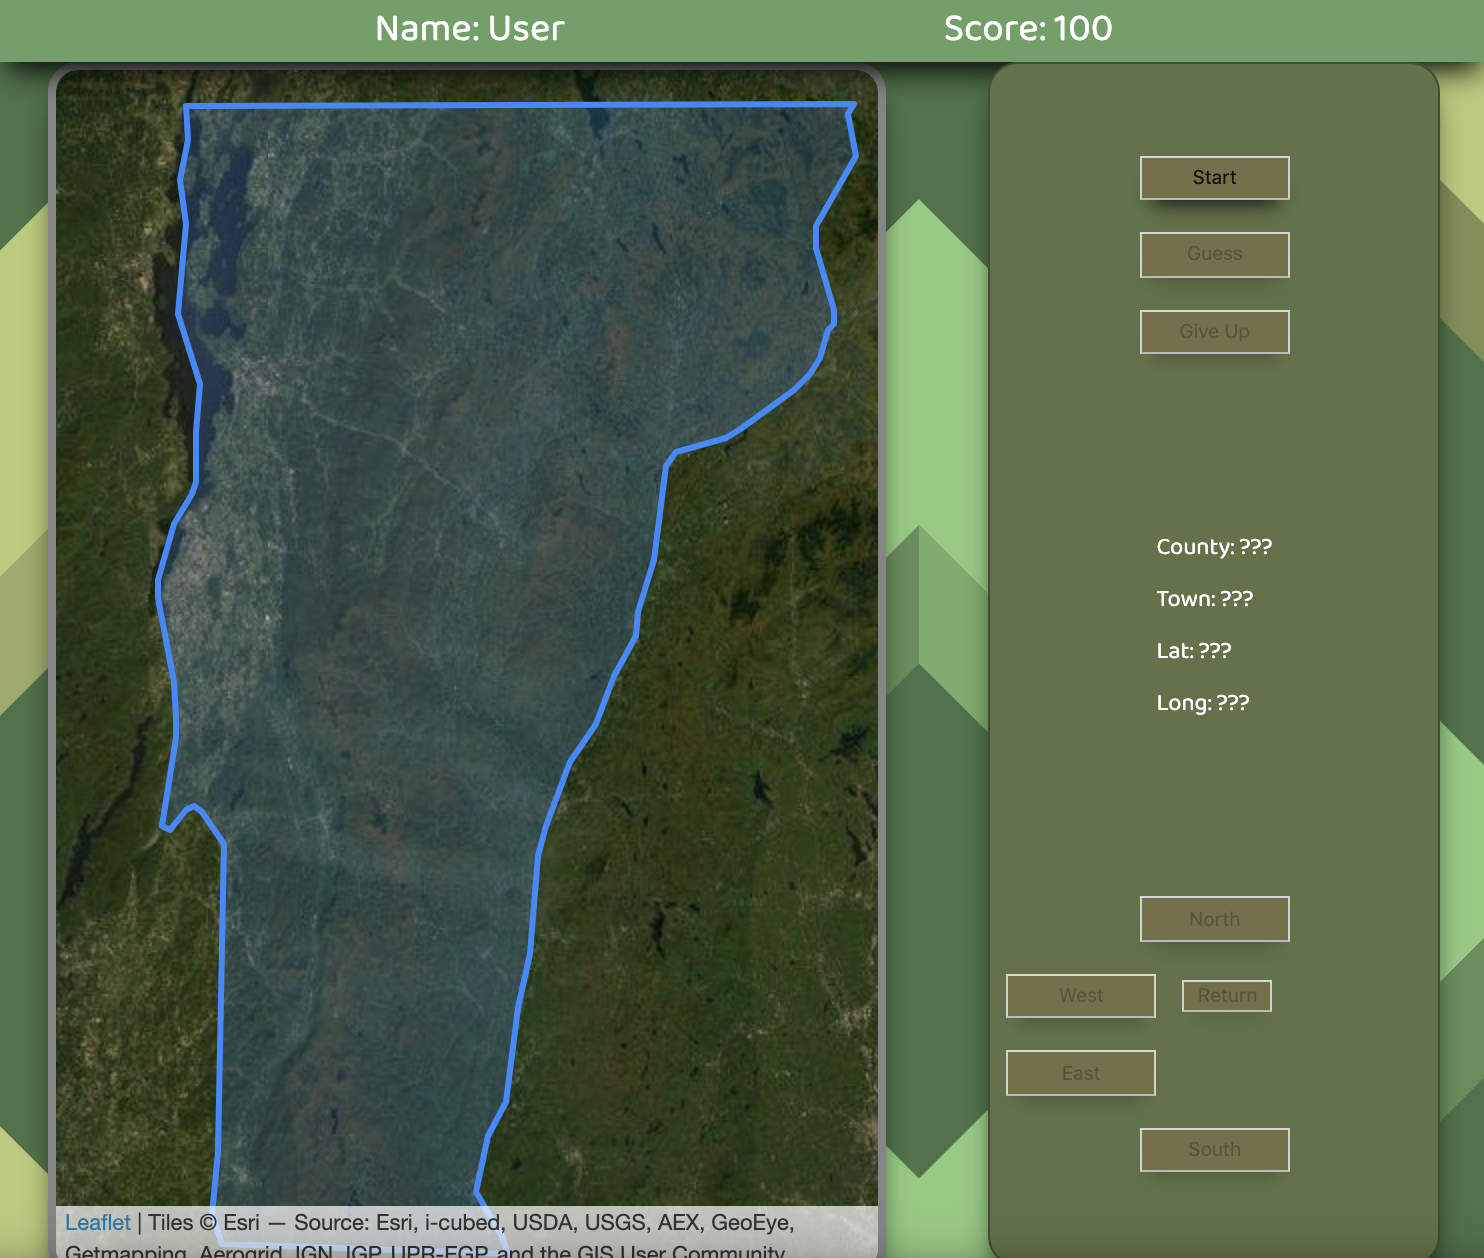 Name: User
Score: 100
Start
Guess
Give Up
County: ???
Town: ???
Lat: ???
Long: ???
North
West
Return
East
South
Leaflet | Tiles © Esri — Source: Esri, i-cubed, USDA, USGS, AEX, GeoEye,
Getmapping, Aerogrid, IGN, IGP, UPR-EGP, and the GIS User Community